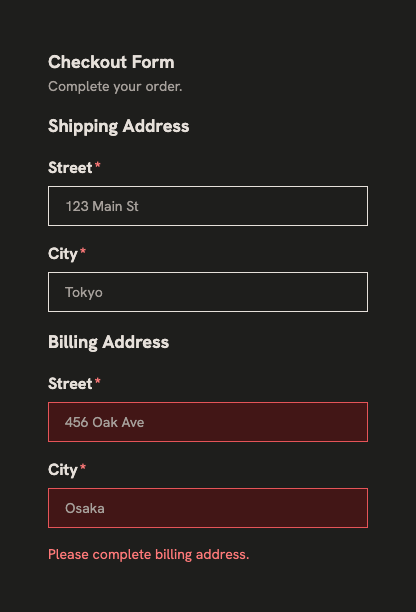 Checkout Form
Complete your order.
Shipping Address
Street*
123 Main St
City*
Tokyo
Billing Address
Street*
456 Oak Ave
City*
Osaka
Please complete billing address.